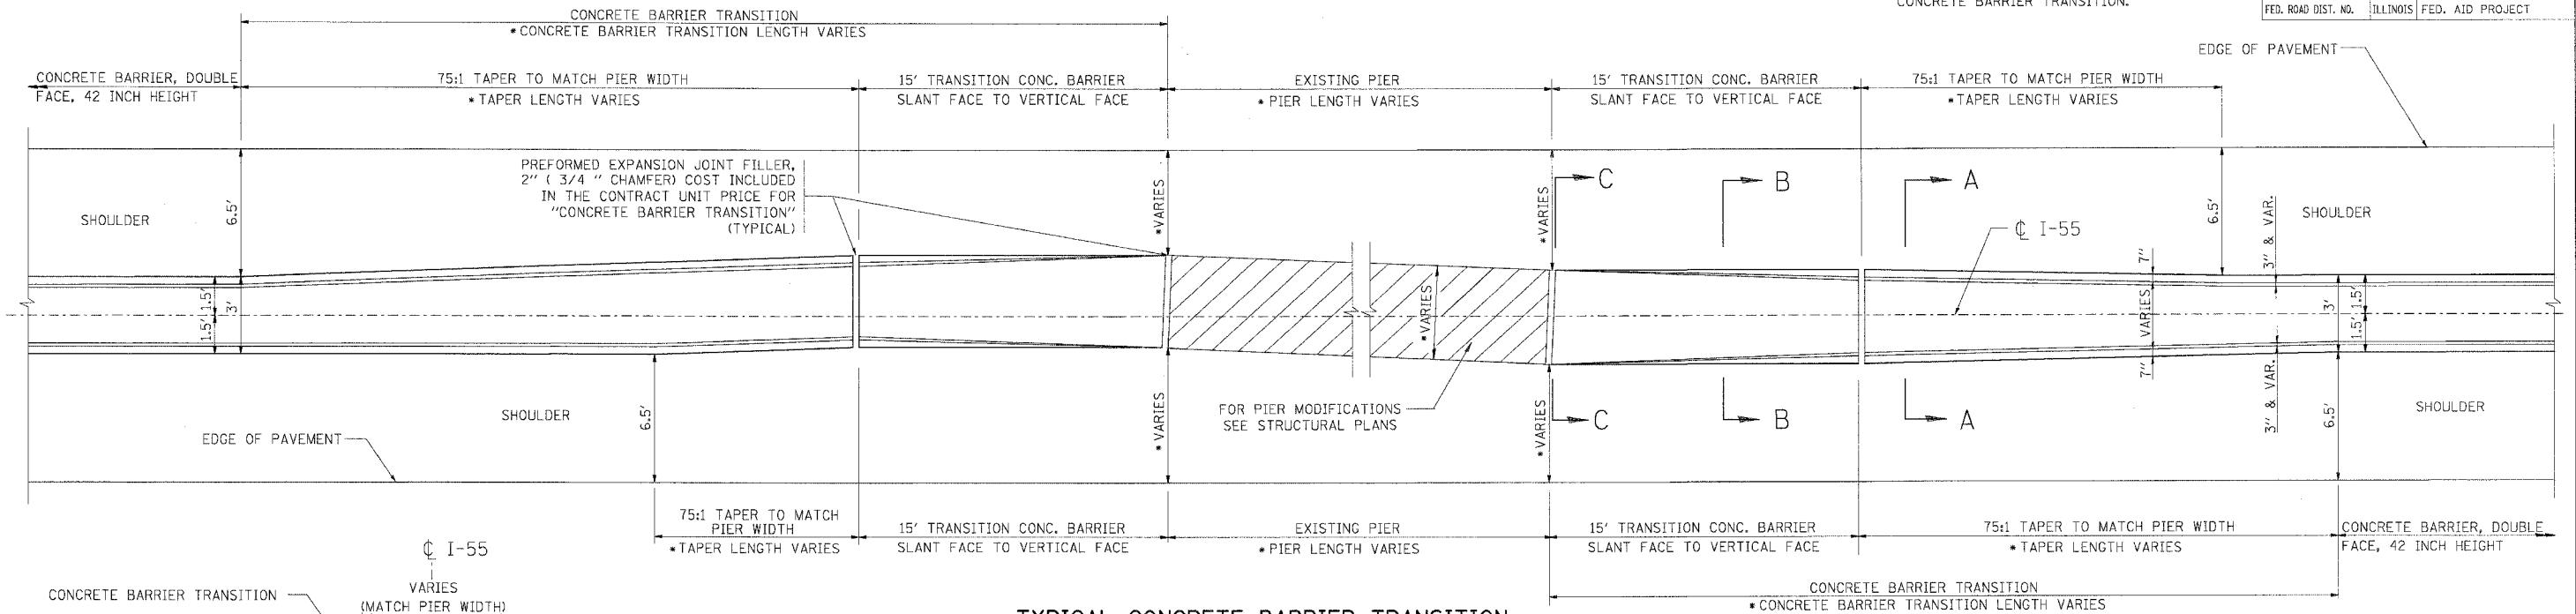 CONCRETE BARRIER TRANSITION.
FED. ROAD DIST. NO. ILLINOIS FED. AID PROJECT
CONCRETE BARRIER TRANSITION
*CONCRETE BARRIER TRANSITION LENGTH VARIES
EDGE OF PAVEMENT
CONCRETE BARRIER, DOUBLE
FACE, 42 INCH HEIGHT
75:1 TAPER TO MATCH PIER WIDTH
*TAPER LENGTH VARIES
15' TRANSITION CONC. BARRIER
SLANT FACE TO VERTICAL FACE
EXISTING PIER
*PIER LENGTH VARIES
15' TRANSITION CONC. BARRIER
SLANT FACE TO VERTICAL FACE
75:1 TAPER TO MATCH PIER WIDTH
*TAPER LENGTH VARIES
PREFORMED EXPANSION JOINT FILLER,
2" ( 3/4 " CHAMFER) COST INCLUDED
IN THE CONTRACT UNIT PRICE FOR
"CONCRETE BARRIER TRANSITION"
(TYPICAL)
SHOULDER
6.5'
*VARIES
*VARIES
C
B
A
℄ I-55
6.5'
7"
3" & VAR.
SHOULDER
1.5'
1.5'
3'
*VARIES
VARIES
3'
1.5'
1.5'
7"
3" & VAR.
SHOULDER
6.5'
*VARIES
FOR PIER MODIFICATIONS
SEE STRUCTURAL PLANS
*VARIES
C
B
A
6.5'
SHOULDER
EDGE OF PAVEMENT
75:1 TAPER TO MATCH
PIER WIDTH
*TAPER LENGTH VARIES
15' TRANSITION CONC. BARRIER
SLANT FACE TO VERTICAL FACE
EXISTING PIER
*PIER LENGTH VARIES
15' TRANSITION CONC. BARRIER
SLANT FACE TO VERTICAL FACE
75:1 TAPER TO MATCH PIER WIDTH
*TAPER LENGTH VARIES
CONCRETE BARRIER, DOUBLE
FACE, 42 INCH HEIGHT
℄ I-55
VARIES
(MATCH PIER WIDTH)
CONCRETE BARRIER TRANSITION
CONCRETE BARRIER TRANSITION
*CONCRETE BARRIER TRANSITION LENGTH VARIES
TYPICAL CONCRETE BARRIER TRANSITION